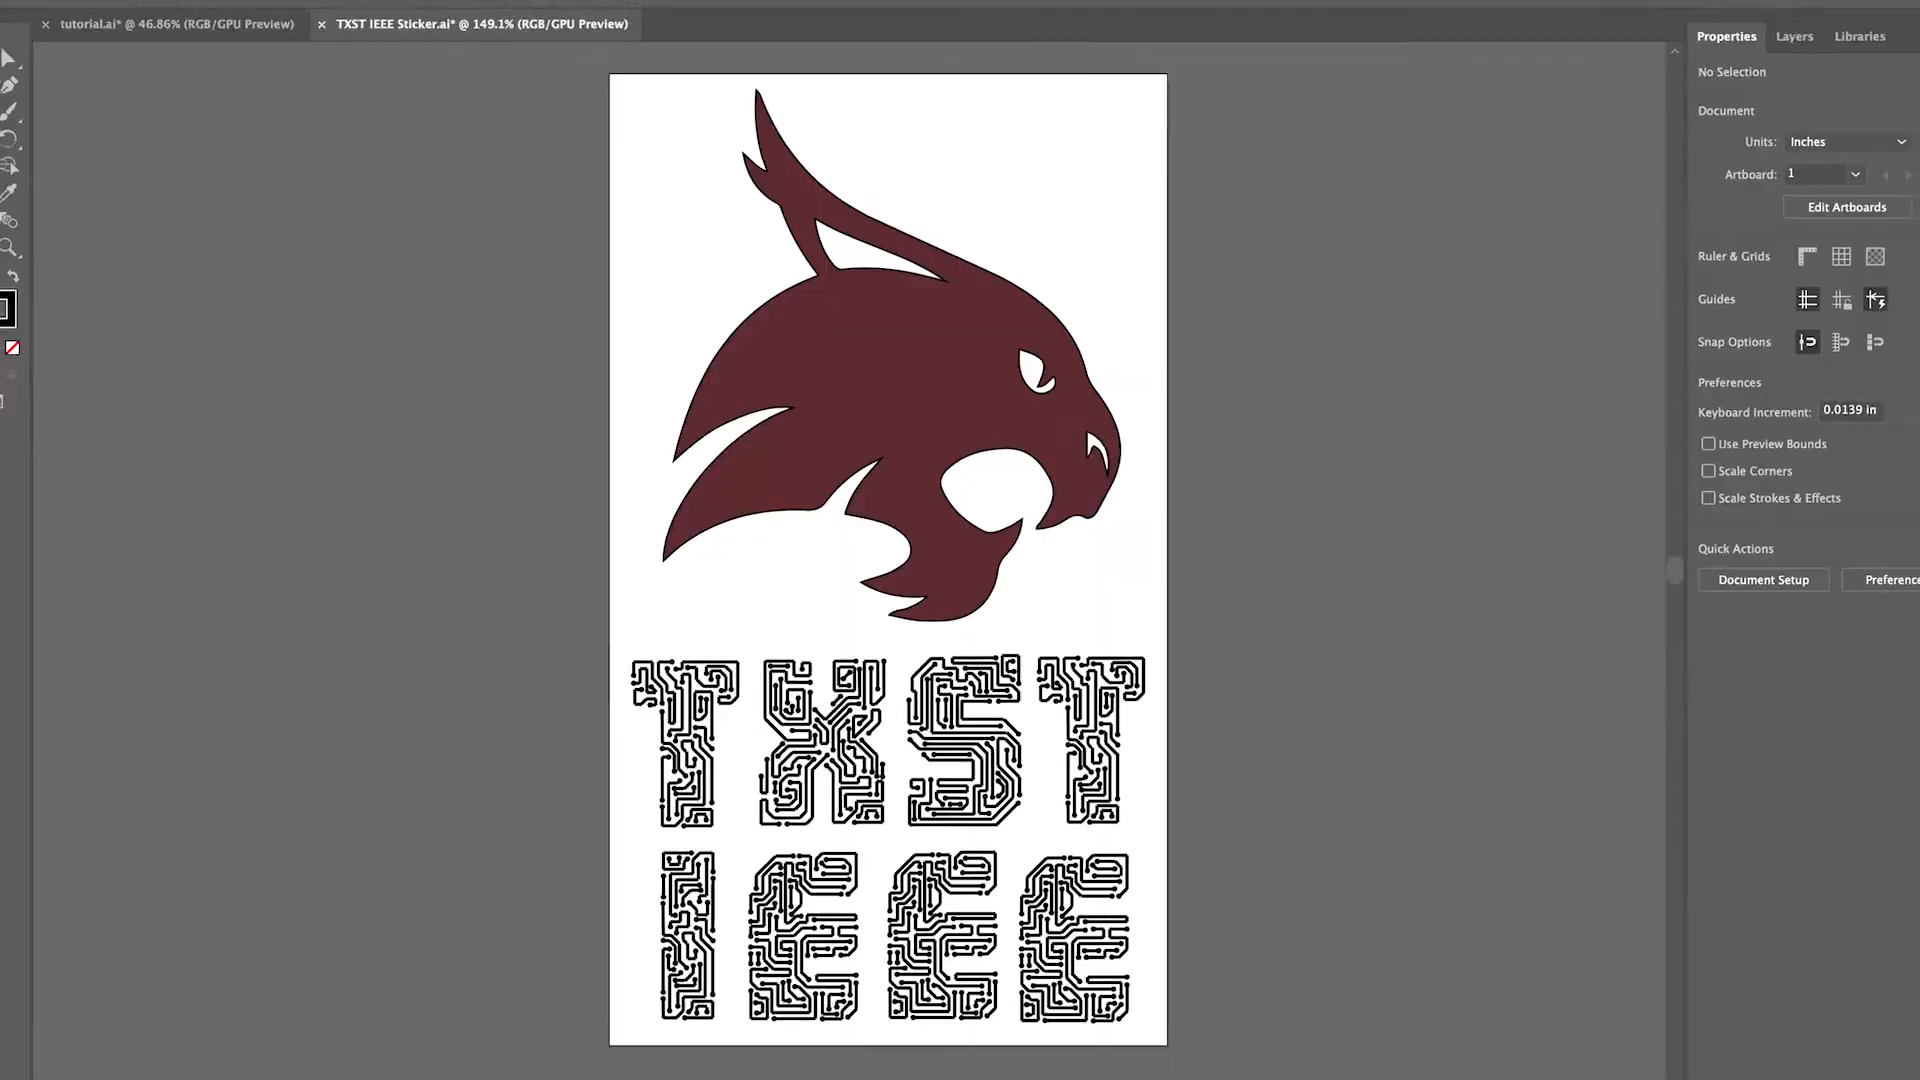 tutorial.ai* @ 46.86% (RGB/GPU Preview)
TXST IEEE Sticker.ai* @ 149.1% (RGB/GPU Preview)
Properties
Layers
Libraries
No Selection
Document
Units: Inches
Artboard: 1
Edit Artboards
Ruler & Grids
Guides
Snap Options
Preferences
Keyboard Increment: 0.0139 in
Use Preview Bounds
Scale Corners
Scale Strokes & Effects
Quick Actions
Document Setup
Preference
TXST
IEEE